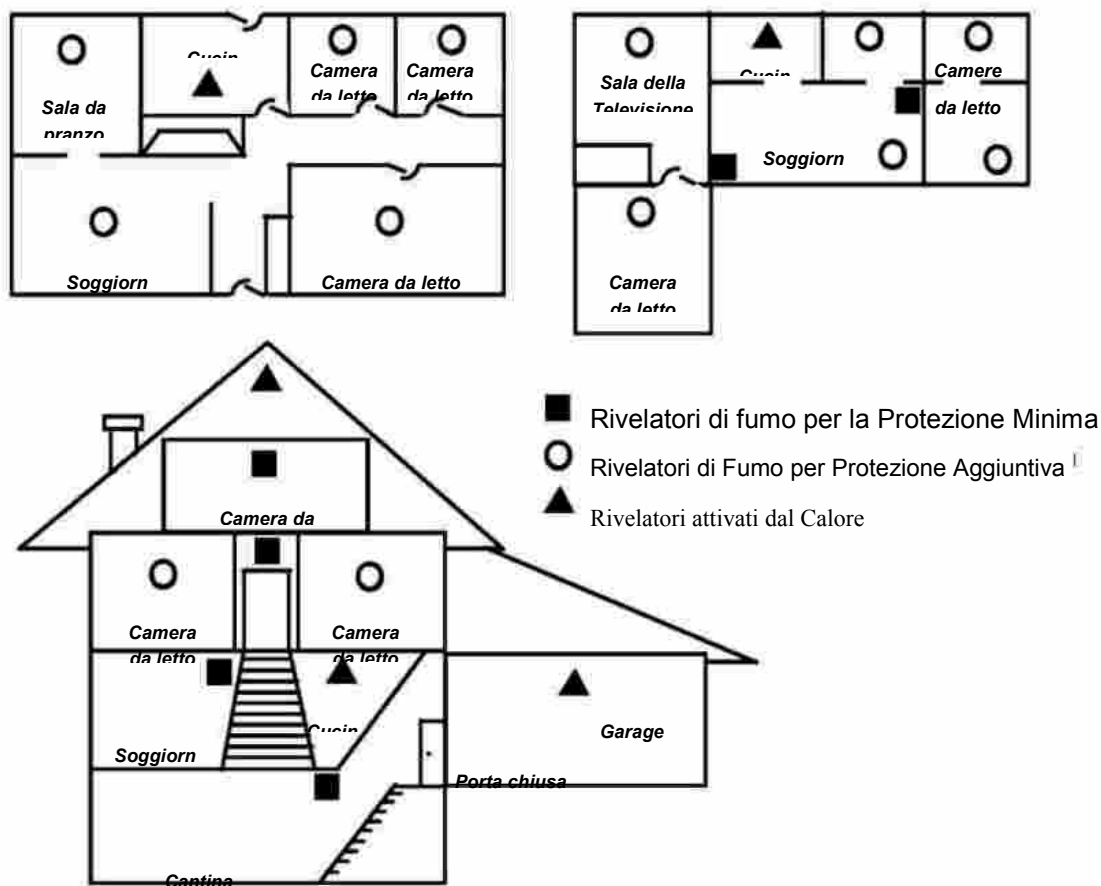 Sala da
pranzo
Cucin
Camera
da letto
Camera
da letto
Soggiorn
Camera da letto
Sala della
Televisione
Cucin
Camere
da letto
Soggiorn
Camera
da letto
Rivelatori di fumo per la Protezione Minima
Rivelatori di Fumo per Protezione Aggiuntiva
Rivelatori attivati dal Calore
Camera da
Camera
da letto
Camera
da letto
Soggiorn
Cucin
Garage
Porta chiusa
Cantina